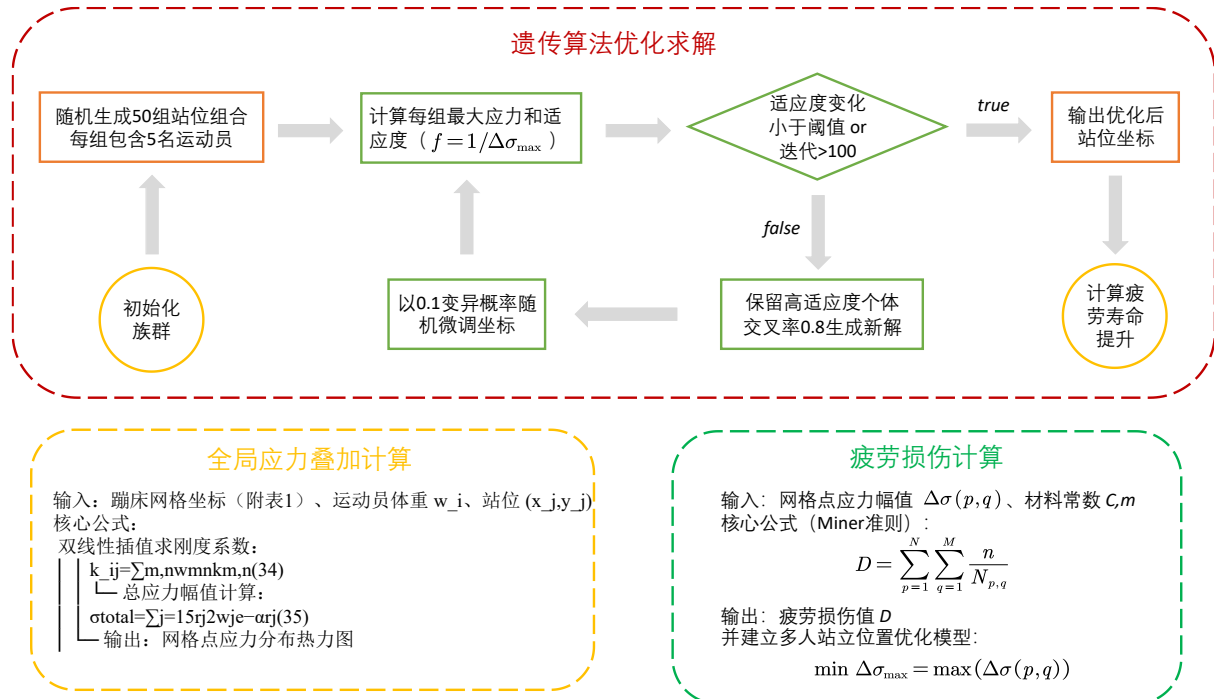 遗传算法优化求解
随机生成50组站位组合
每组包含5名运动员
计算每组最大应力和适
应度（ƒ＝1/Δσmax ）
适应度变化
小于阈值 or
迭代>100
true
输出优化后
站位坐标
false
初始化
族群
以0.1变异概率随
机微调坐标
保留高适应度个体
交叉率0.8生成新解
计算疲
劳寿命
提升
全局应力叠加计算
输入：蹦床网格坐标（附表1）、运动员体重 w_i、站位 (x_j,y_j)
核心公式：
双线性插值求刚度系数：
k_ij=∑m,nwmnkm,n(34)
总应力幅值计算：
σtotal=∑j=15rj2wje−αrj(35)
输出：网格点应力分布热力图
疲劳损伤计算
输入：网格点应力幅值 Δσ(p,q)、材料常数 C,m
核心公式（Miner准则）：
D = ∑_{p=1}^{N} ∑_{q=1}^{M} n/N_{p,q}
输出：疲劳损伤值 D
并建立多人站立位置优化模型：
min Δσmax = max(Δσ(p,q))